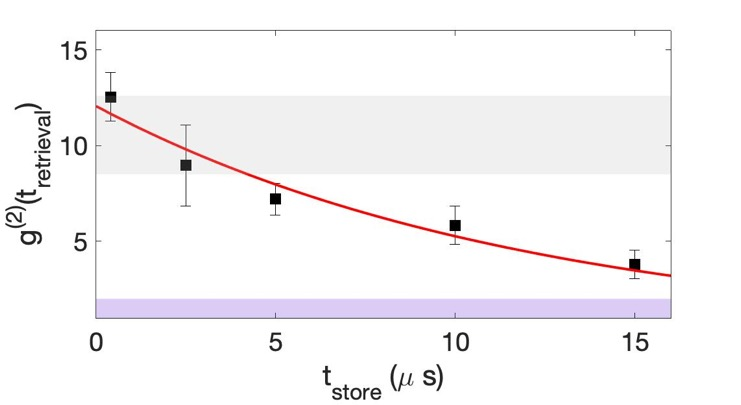 15
10
5
g(2)(tretrieval)
0 5 10 15
tstore (μ s)